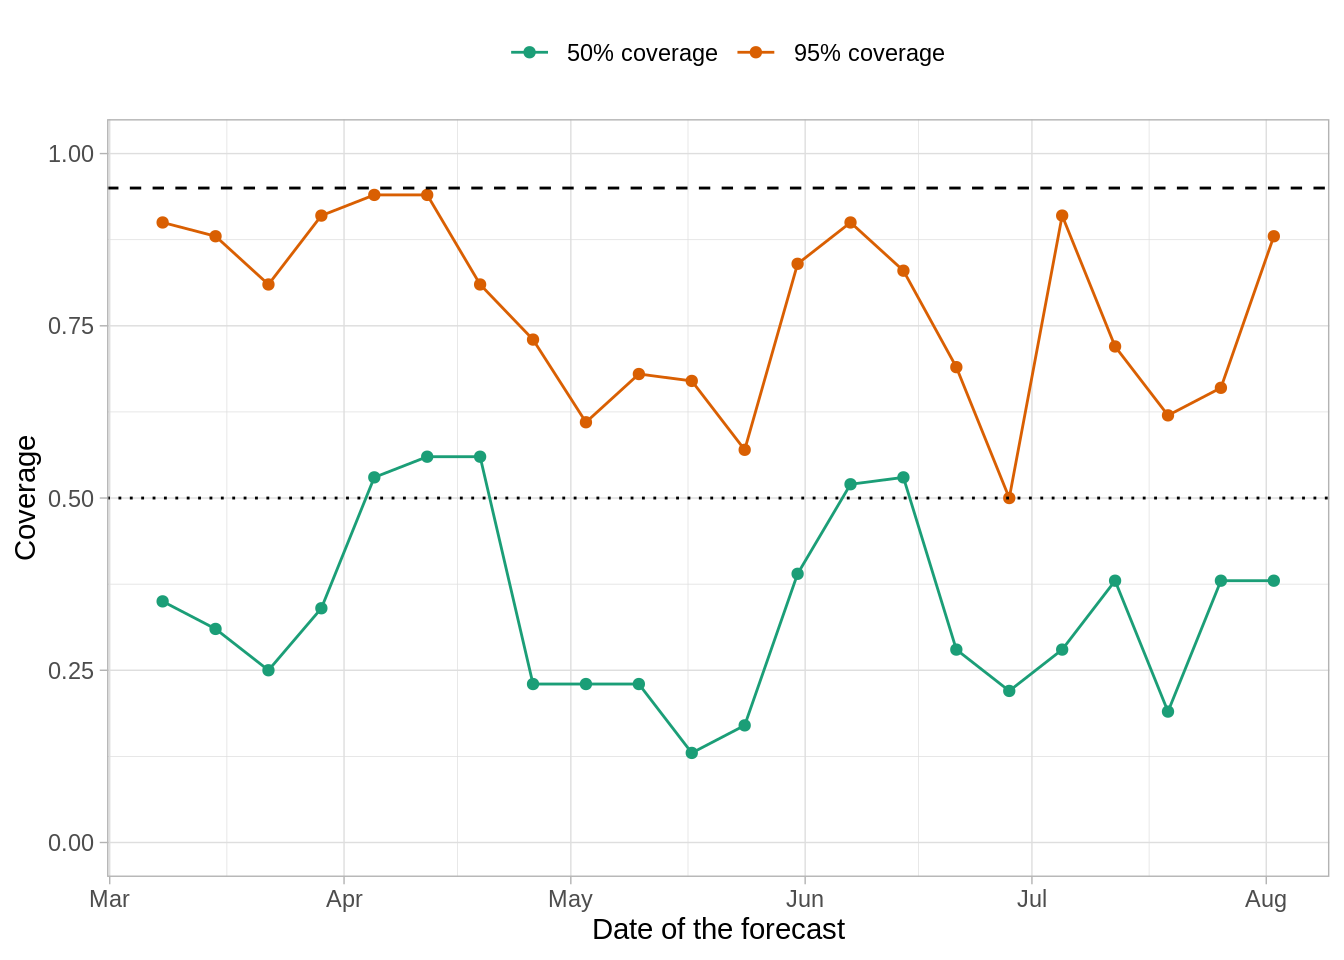 50% coverage 95% coverage
1.00
0.75
0.50
0.25
0.00
Coverage
Mar Apr May Jun Jul Aug
Date of the forecast